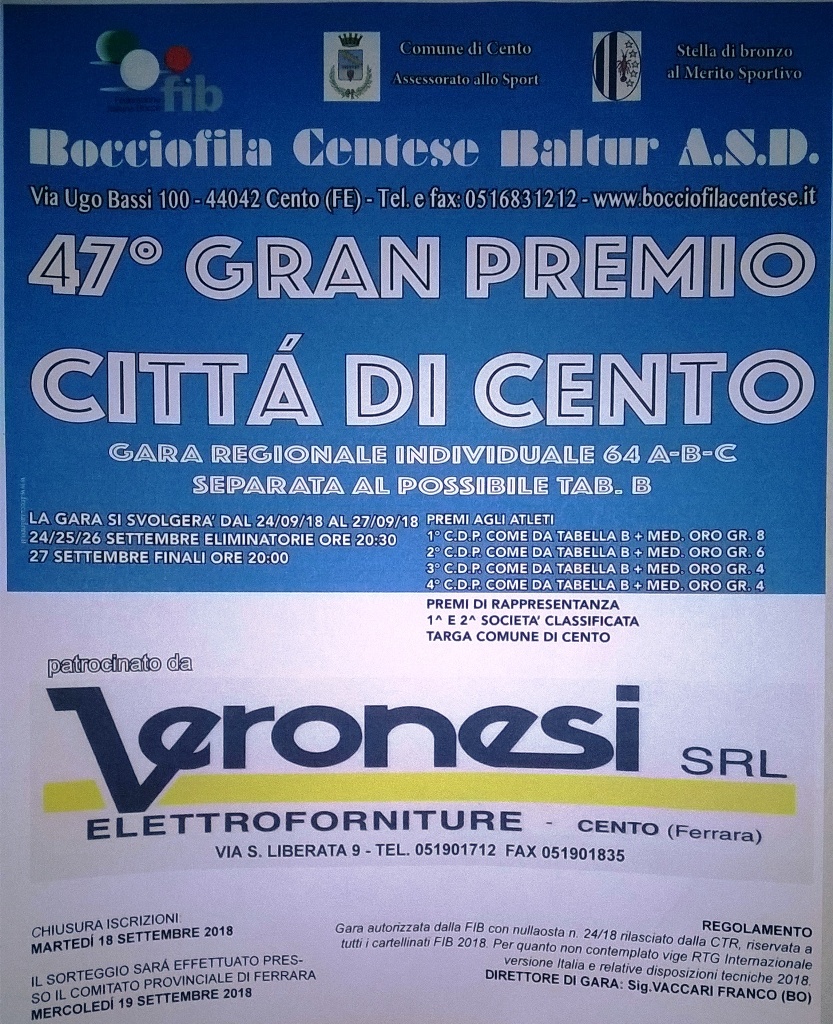 fib
Comune di Cento
Assessorato allo Sport
Stella di bronzo
al Merito Sportivo
Bocciofila Centese Baltur A.S.D.
Via Ugo Bassi 100 - 44042 Cento (FE) - Tel. e fax: 0516831212 - www.bocciofilacentese.it
47° GRAN PREMIO
CITTÁ DI CENTO
GARA REGIONALE INDIVIDUALE 64 A-B-C
SEPARATA AL POSSIBILE TAB. B
LA GARA SI SVOLGERA' DAL 24/09/18 AL 27/09/18
24/25/26 SETTEMBRE ELIMINATORIE ORE 20:30
27 SETTEMBRE FINALI ORE 20:00
PREMI AGLI ATLETI
1° C.D.P. COME DA TABELLA B + MED. ORO GR. 8
2° C.D.P. COME DA TABELLA B + MED. ORO GR. 6
3° C.D.P. COME DA TABELLA B + MED. ORO GR. 4
4° C.D.P. COME DA TABELLA B + MED. ORO GR. 4
PREMI DI RAPPRESENTANZA
1^ E 2^ SOCIETA' CLASSIFICATA
TARGA COMUNE DI CENTO
patrocinato da
Veronesi SRL
ELETTROFORNITURE - CENTO (Ferrara)
VIA S. LIBERATA 9 - TEL. 051901712 FAX 051901835
CHIUSURA ISCRIZIONI
MARTEDÍ 18 SETTEMBRE 2018
IL SORTEGGIO SARÁ EFFETTUATO PRES-
SO IL COMITATO PROVINCIALE DI FERRARA
MERCOLEDÍ 19 SETTEMBRE 2018
REGOLAMENTO
Gara autorizzata dalla FIB con nullaosta n. 24/18 rilasciato dalla CTR, riservata a
tutti i cartellinati FIB 2018. Per quanto non contemplato vige RTG Internazionale
versione Italia e relative disposizioni tecniche 2018.
DIRETTORE DI GARA: Sig.VACCARI FRANCO (BO)